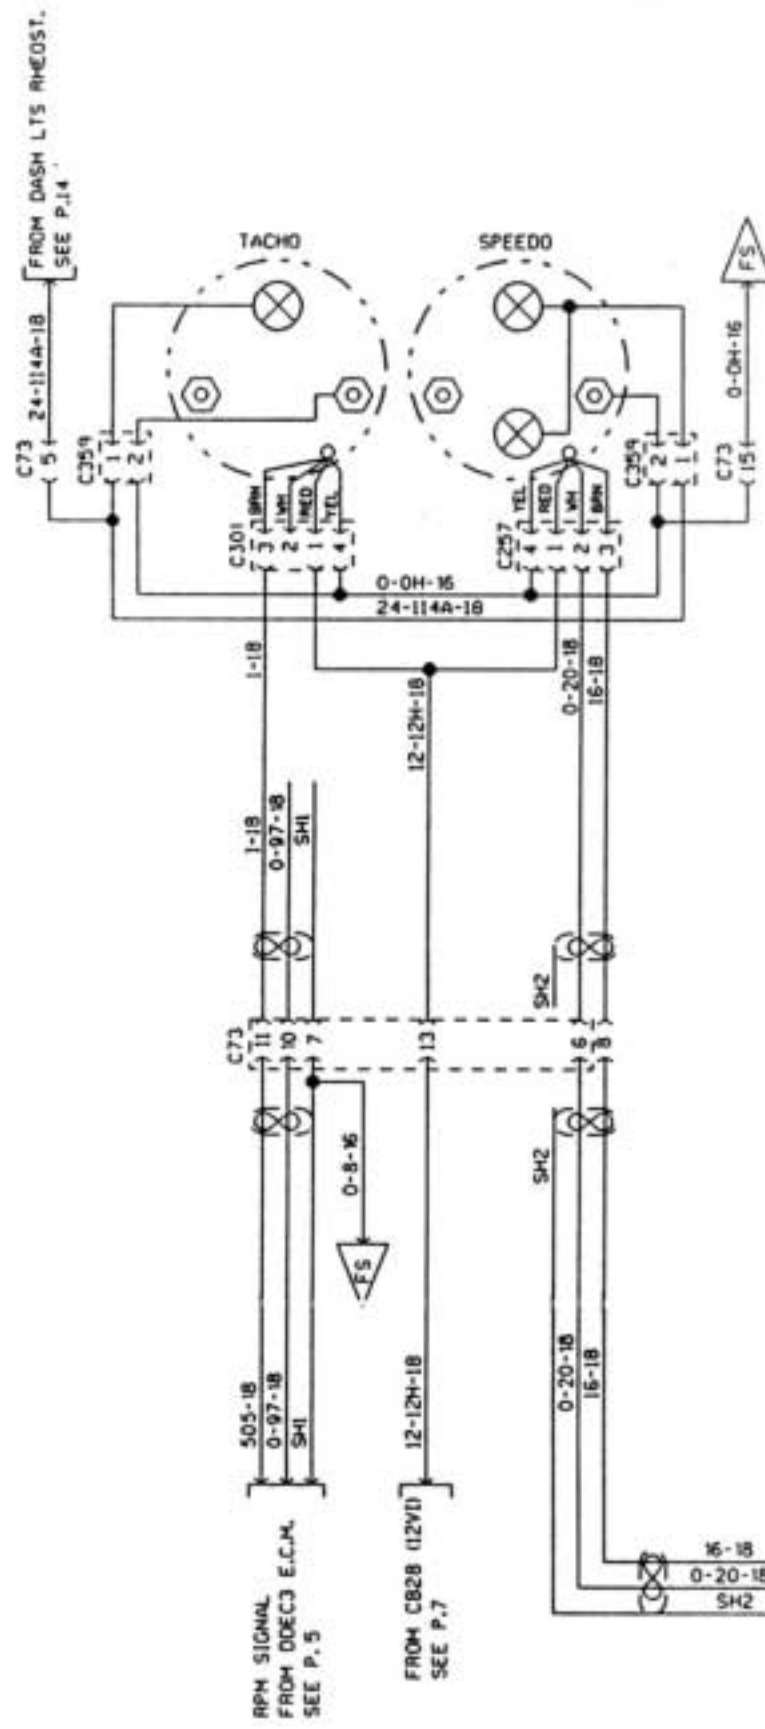 FROM DASH LTS RHEOST.
SEE P.14
24-114A-18
C73
5
C359
1
2
TACHO
SPEEDO
FS
0-0H-16
C73
15
C359
2
1
C301
3
2
1
4
BRN
WH
RED
YEL
C257
4
1
2
3
YEL
RED
WH
BRN
0-0H-16
24-114A-18
1-18
12-12H-18
0-20-18
16-18
1-18
0-97-18
SH1
SH2
C73
11
10
7
13
6
8
SH2
0-8-16
FS
505-18
0-97-18
SH1
12-12H-18
0-20-18
16-18
RPM SIGNAL
FROM DDEC3 E.C.M.
SEE P.5
FROM CB28 (12VI)
SEE P.7
16-18
0-20-18
SH2